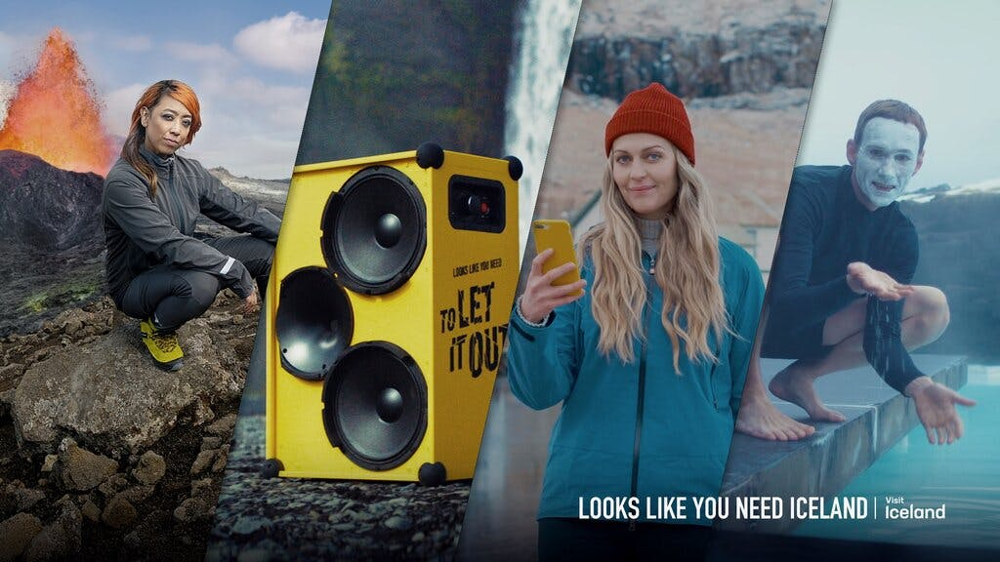 LOOKS LIKE YOU NEED
TO LET
IT OUT
LOOKS LIKE YOU NEED ICELAND | Visit Iceland